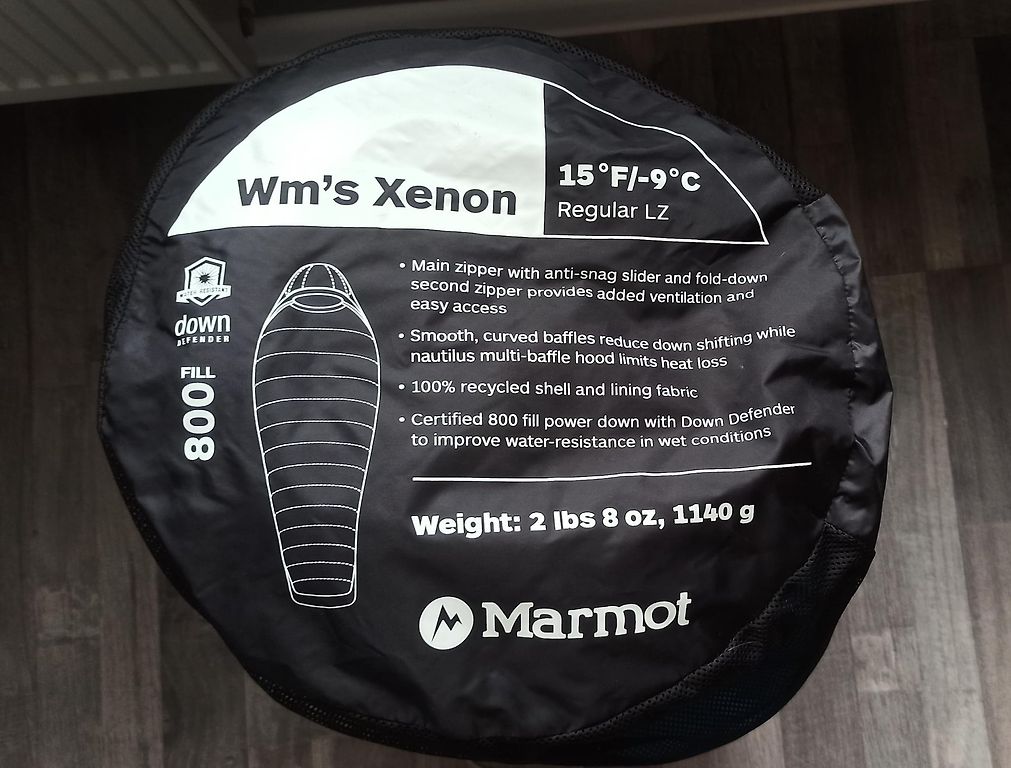 Wm's Xenon
15°F/-9°C
Regular LZ
WATER RESISTANT
down
DEFENDER
800 FILL
• Main zipper with anti-snag slider and fold-down
second zipper provides added ventilation and
easy access
• Smooth, curved baffles reduce down shifting while
nautilus multi-baffle hood limits heat loss
• 100% recycled shell and lining fabric
• Certified 800 fill power down with Down Defender
to improve water-resistance in wet conditions
Weight: 2 lbs 8 oz, 1140 g
Marmot